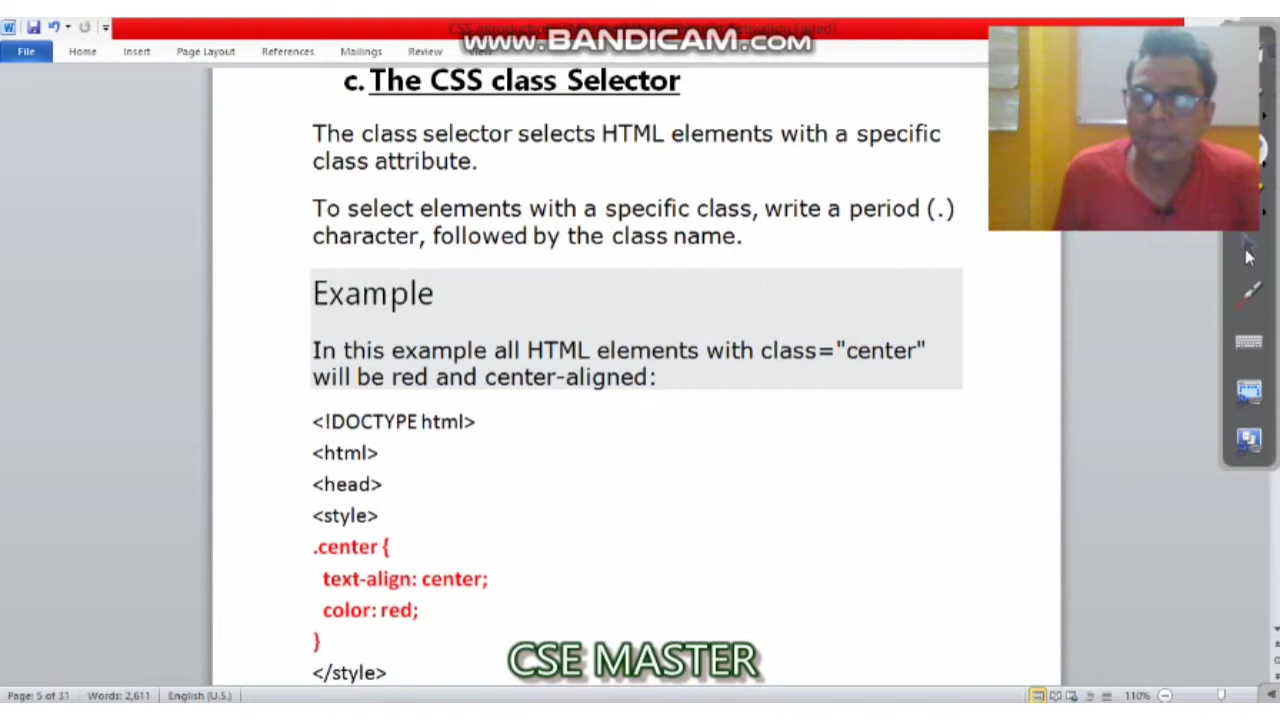 www.BANDICAM.com
File Home Insert Page Layout References Mailings Review
c. The CSS class Selector
The class selector selects HTML elements with a specific
class attribute.
To select elements with a specific class, write a period (.)
character, followed by the class name.
Example
In this example all HTML elements with class="center"
will be red and center-aligned:
<!DOCTYPE html>
<html>
<head>
<style>
.center {
text-align: center;
color: red;
}
</style>
CSE MASTER
Page: 5 of 31 Words: 2,611 English (U.S.) 110%